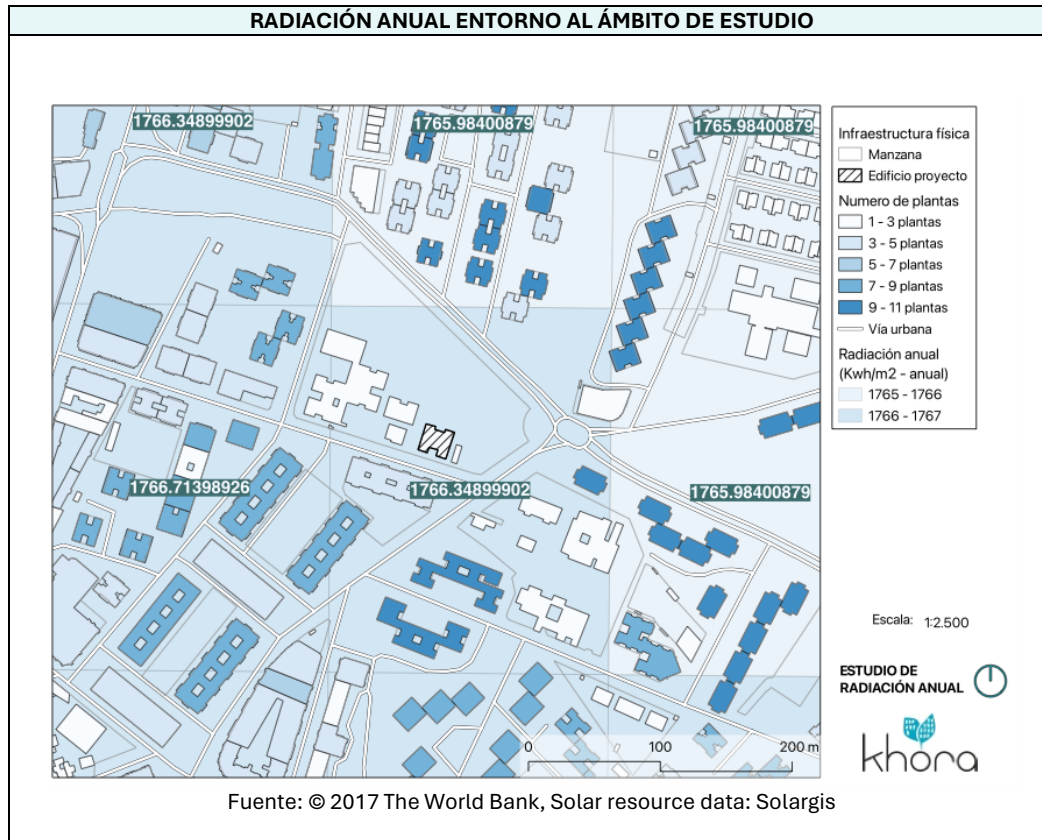 RADIACIÓN ANUAL ENTORNO AL ÁMBITO DE ESTUDIO
1766.34899902
1765.98400879
1765.98400879
1766.71398926
1766.34899902
1765.98400879
0
100
200 m
Infraestructura física
Manzana
Edificio proyecto
Numero de plantas
1 - 3 plantas
3 - 5 plantas
5 - 7 plantas
7 - 9 plantas
9 - 11 plantas
Vía urbana
Radiación anual
(Kwh/m2 - anual)
1765 - 1766
1766 - 1767
Escala: 1:2.500
ESTUDIO DE
RADIACIÓN ANUAL
khora
Fuente: © 2017 The World Bank, Solar resource data: Solargis